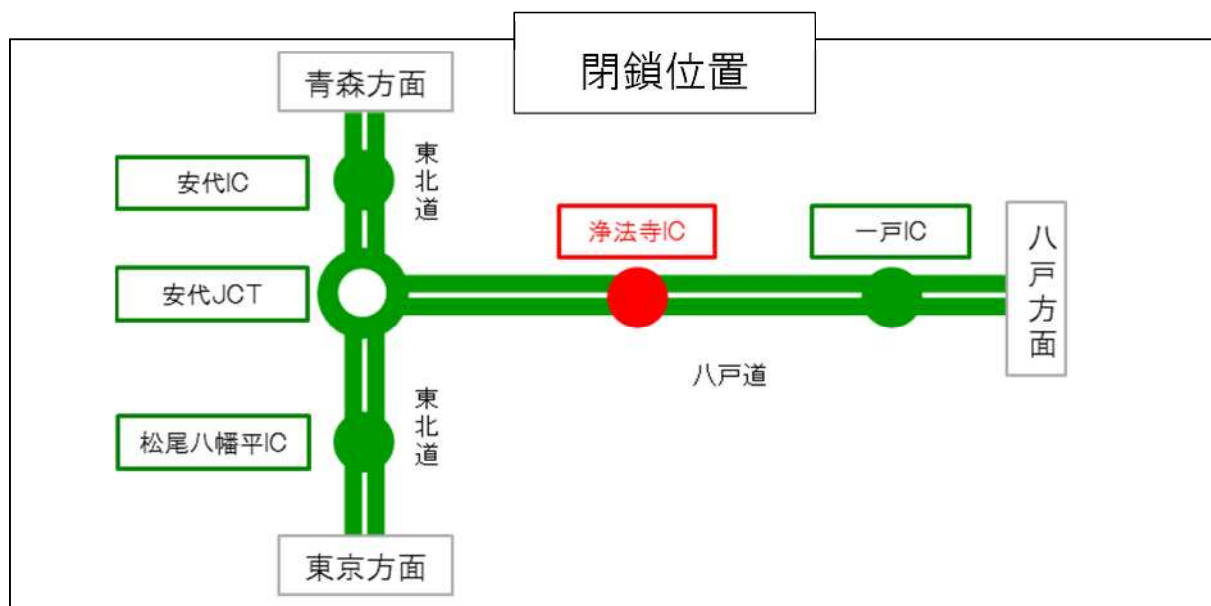 閉鎖位置
青森方面
東北道
安代IC
浄法寺IC
一戸IC
八戸方面
安代JCT
八戸道
東北道
松尾八幡平IC
東京方面